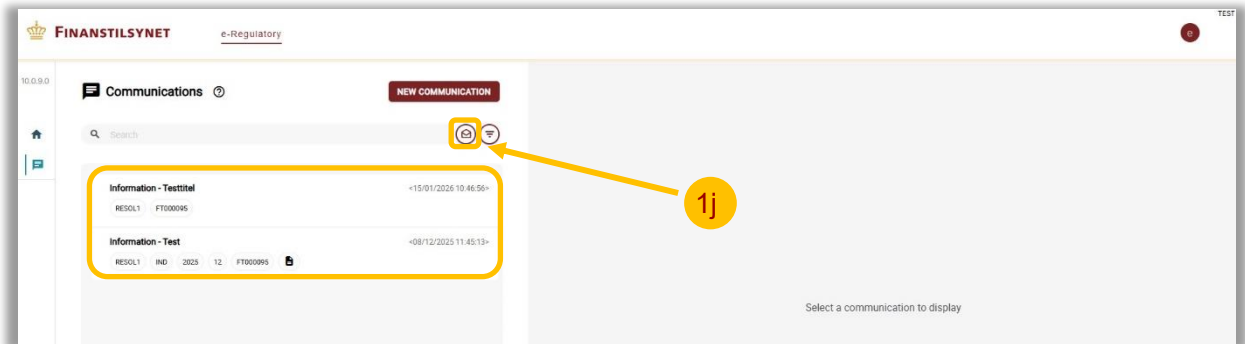 TEST
FINANSTILSYNET e-Regulatory e
10.0.9.0
Communications NEW COMMUNICATION
Search
Information - Testtitel <15/01/2026 10:46:56>
RESOL1 FT000095
1j
Information - Test <08/12/2025 11:45:13>
RESOL1 IND 2025 12 FT000095
Select a communication to display